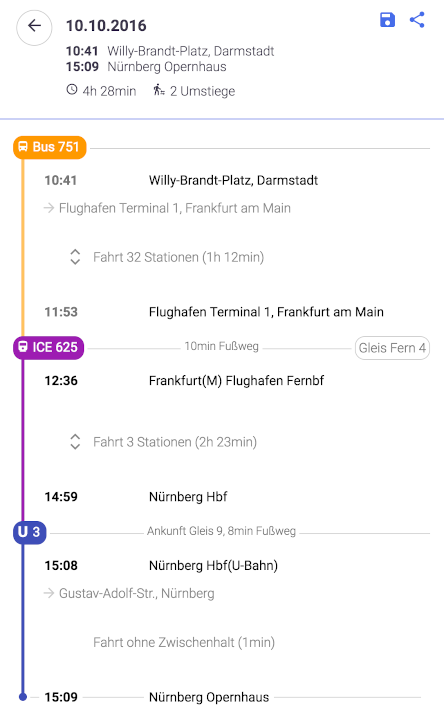 10.10.2016
10:41 Willy-Brandt-Platz, Darmstadt
15:09 Nürnberg Opernhaus
4h 28min 2 Umstiege
Bus 751
10:41 Willy-Brandt-Platz, Darmstadt
→ Flughafen Terminal 1, Frankfurt am Main
Fahrt 32 Stationen (1h 12min)
11:53 Flughafen Terminal 1, Frankfurt am Main
ICE 625 10min Fußweg Gleis Fern 4
12:36 Frankfurt(M) Flughafen Fernbf
Fahrt 3 Stationen (2h 23min)
14:59 Nürnberg Hbf
U 3 Ankunft Gleis 9, 8min Fußweg
15:08 Nürnberg Hbf(U-Bahn)
→ Gustav-Adolf-Str., Nürnberg
Fahrt ohne Zwischenhalt (1min)
15:09 Nürnberg Opernhaus